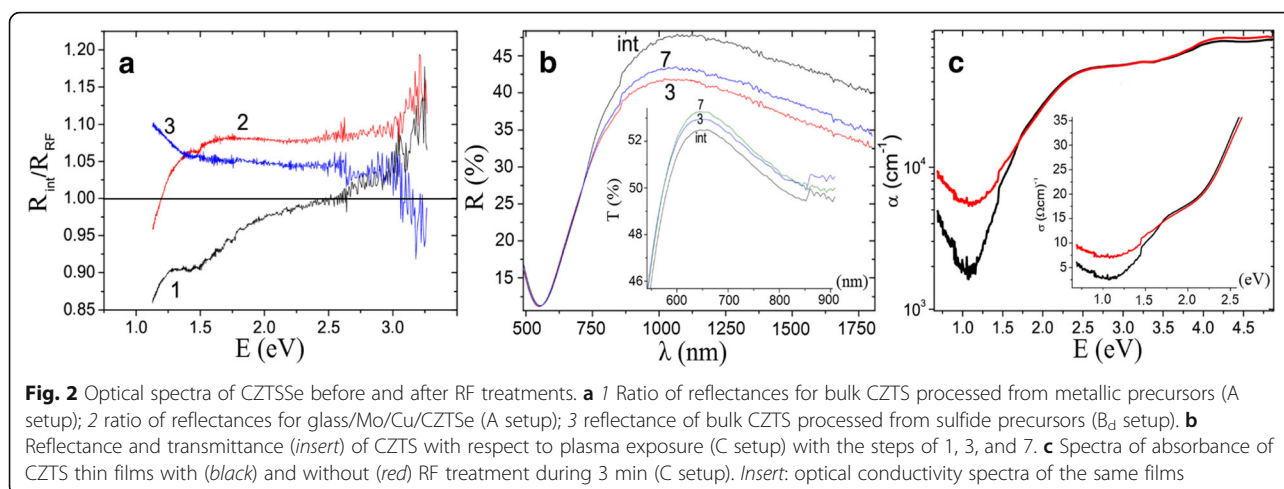 a
1.20
1.15
1.10
1.05
1.00
0.95
0.90
0.85
R_int/R_RF
3
2
1
1.0 1.5 2.0 2.5 3.0
E (eV)
b
45
40
35
30
25
20
15
R (%)
int
7
3
500 750 1000 1250 1500 1750
λ (nm)
52
50
48
46
T (%)
7
3
int
600 700 800 900
(nm)
c
10^4
10^3
α (cm)^-1
1.0 1.5 2.0 2.5 3.0 3.5 4.0 4.5
E (eV)
35
30
25
20
15
10
5
σ (Ωcm)^-1
1.0 1.5 2.0 2.5
(eV)
Fig. 2 Optical spectra of CZTSSe before and after RF treatments. a 1 Ratio of reflectances for bulk CZTS processed from metallic precursors (A
setup); 2 ratio of reflectances for glass/Mo/Cu/CZTSe (A setup); 3 reflectance of bulk CZTS processed from sulfide precursors (B_d setup). b
Reflectance and transmittance (insert) of CZTS with respect to plasma exposure (C setup) with the steps of 1, 3, and 7. c Spectra of absorbance of
CZTS thin films with (black) and without (red) RF treatment during 3 min (C setup). Insert: optical conductivity spectra of the same films